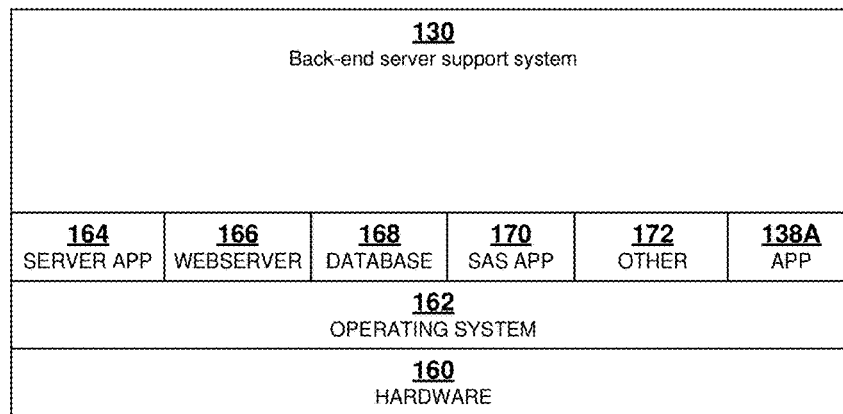 130
Back-end server support system
164 166 168 170 172 138A
SERVER APP WEBSERVER DATABASE SAS APP OTHER APP
162
OPERATING SYSTEM
160
HARDWARE